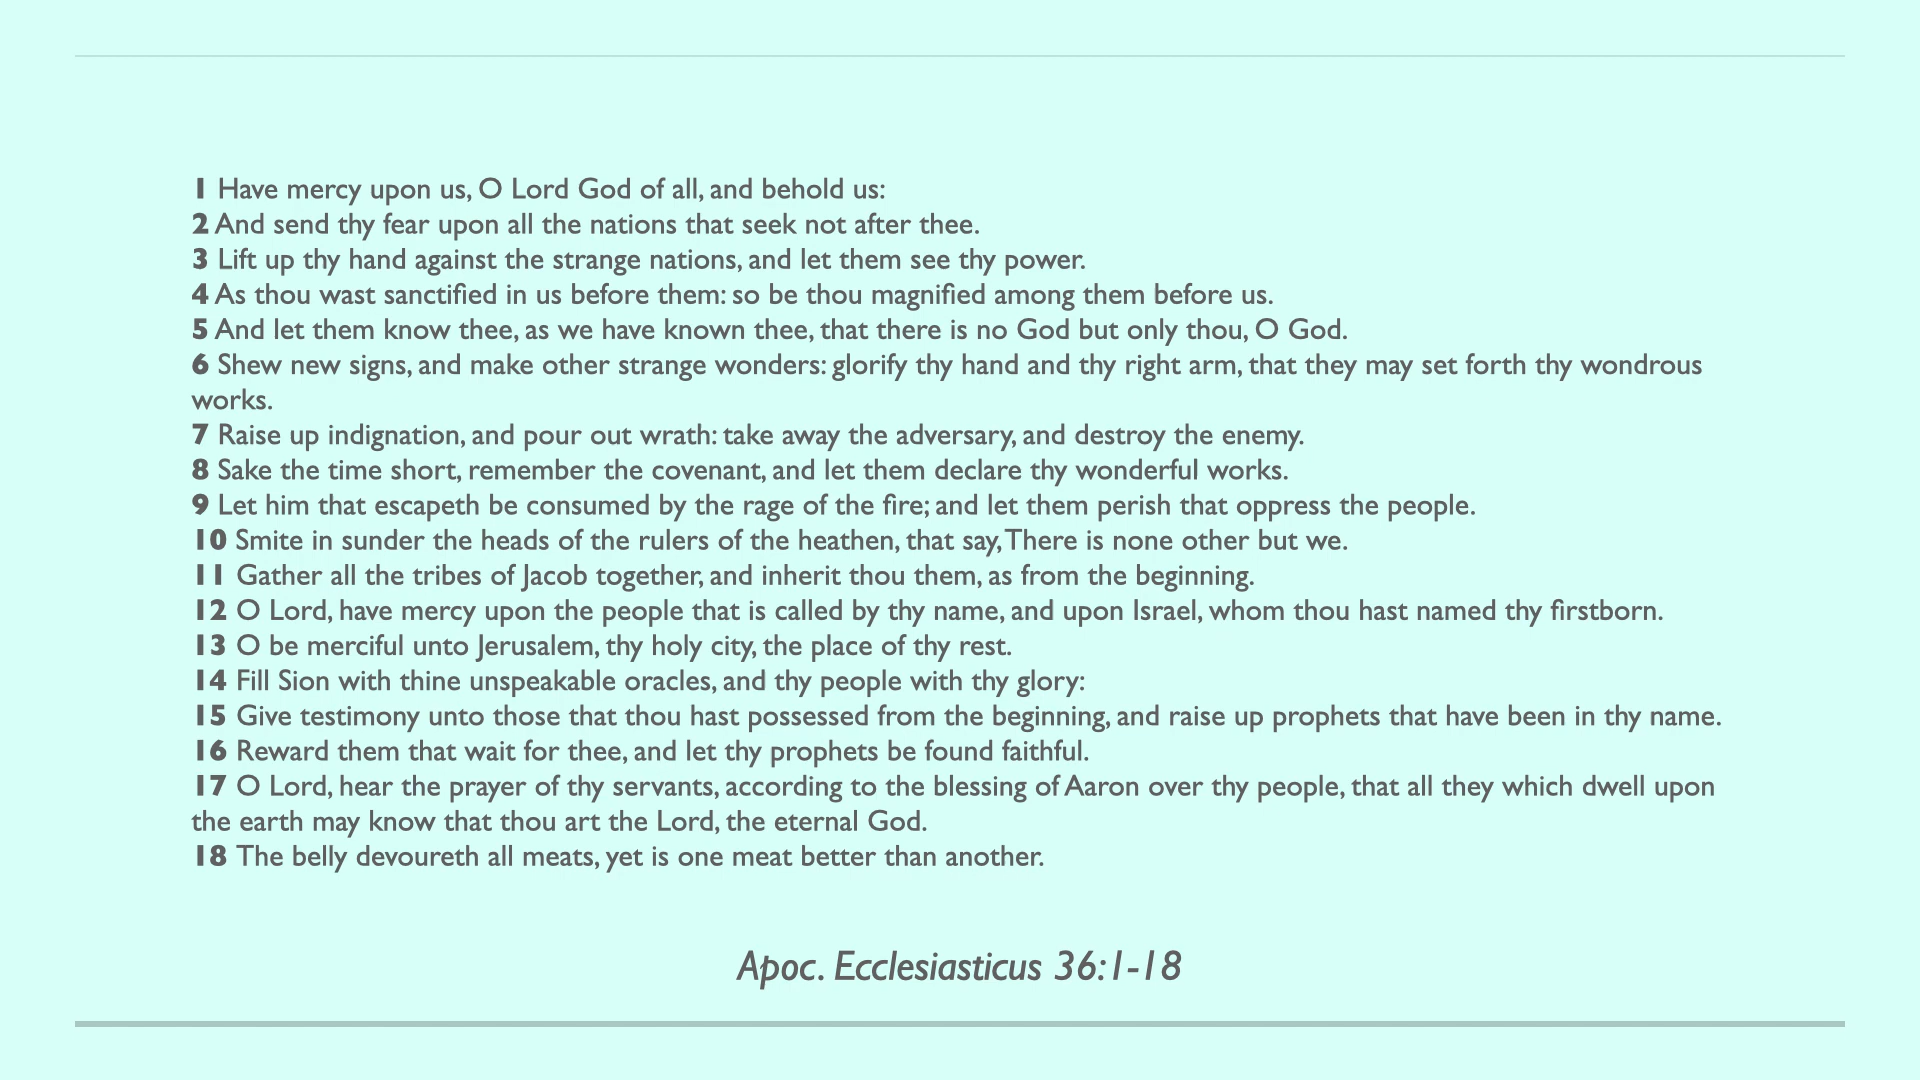 1 Have mercy upon us, O Lord God of all, and behold us:
2 And send thy fear upon all the nations that seek not after thee.
3 Lift up thy hand against the strange nations, and let them see thy power.
4 As thou wast sanctified in us before them: so be thou magnified among them before us.
5 And let them know thee, as we have known thee, that there is no God but only thou, O God.
6 Shew new signs, and make other strange wonders: glorify thy hand and thy right arm, that they may set forth thy wondrous
works.
7 Raise up indignation, and pour out wrath: take away the adversary, and destroy the enemy.
8 Sake the time short, remember the covenant, and let them declare thy wonderful works.
9 Let him that escapeth be consumed by the rage of the fire; and let them perish that oppress the people.
10 Smite in sunder the heads of the rulers of the heathen, that say, There is none other but we.
11 Gather all the tribes of Jacob together, and inherit thou them, as from the beginning.
12 O Lord, have mercy upon the people that is called by thy name, and upon Israel, whom thou hast named thy firstborn.
13 O be merciful unto Jerusalem, thy holy city, the place of thy rest.
14 Fill Sion with thine unspeakable oracles, and thy people with thy glory:
15 Give testimony unto those that thou hast possessed from the beginning, and raise up prophets that have been in thy name.
16 Reward them that wait for thee, and let thy prophets be found faithful.
17 O Lord, hear the prayer of thy servants, according to the blessing of Aaron over thy people, that all they which dwell upon
the earth may know that thou art the Lord, the eternal God.
18 The belly devoureth all meats, yet is one meat better than another.
Apoc. Ecclesiasticus 36:1-18